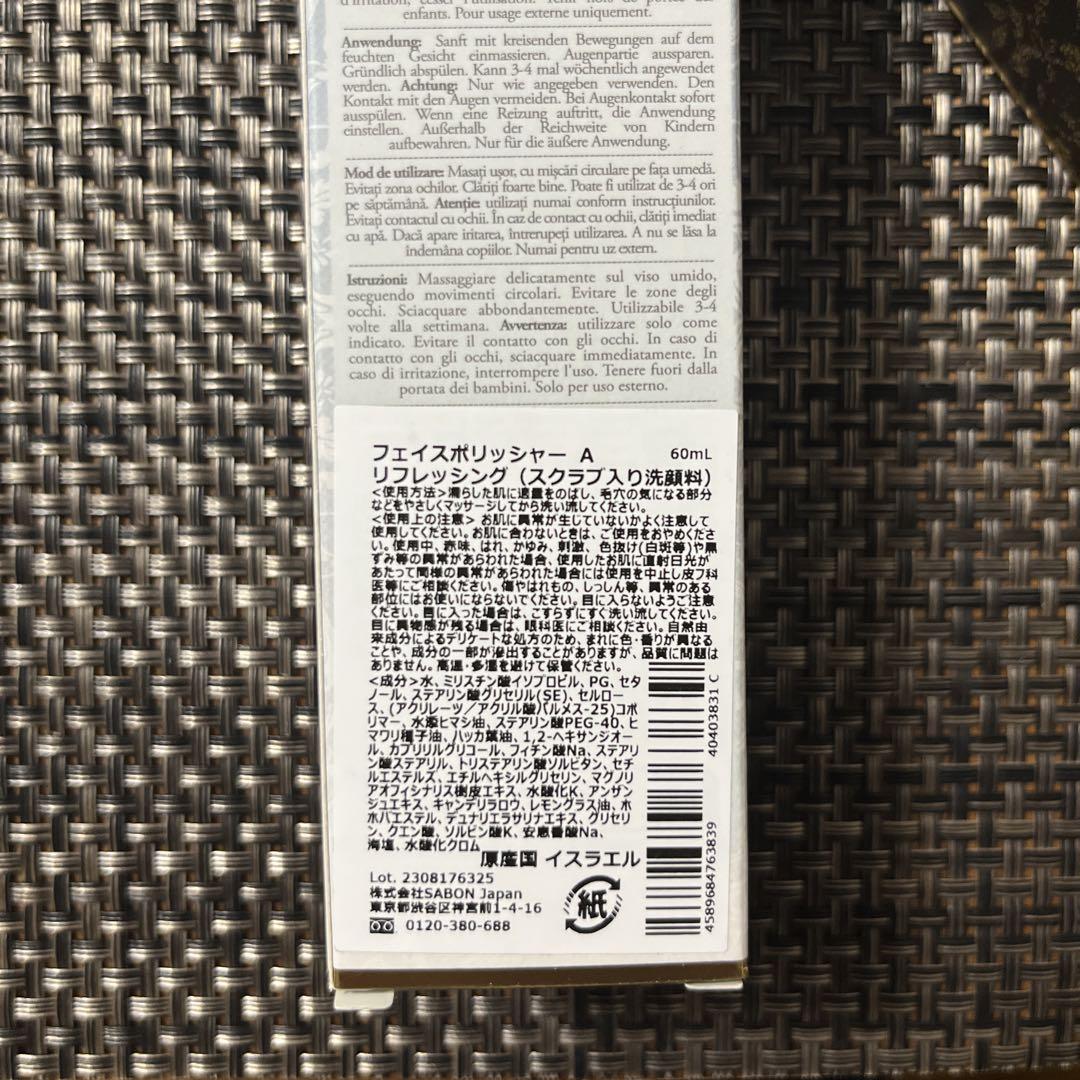 d'irritation, cesser l'utilisation. Tenir hors de portée des
enfants. Pour usage externe uniquement.
Anwendung: Sanft mit kreisenden Bewegungen auf dem
feuchten Gesicht einmassieren. Augenpartie aussparen.
Gründlich abspülen. Kann 3-4 mal wöchentlich angewendet
werden. Achtung: Nur wie angegeben verwenden. Den
Kontakt mit den Augen vermeiden. Bei Augenkontakt sofort
ausspülen. Wenn eine Reizung auftritt, die Anwendung
einstellen. Außerhalb der Reichweite von Kindern
aufbewahren. Nur für die äußere Anwendung.
Mod de utilizare: Masați ușor, cu mișcări circulare pe fața umedă.
Evitați zona ochilor. Clătiți foarte bine. Poate fi utilizat de 3-4 ori
pe săptămână. Atenție: utilizați numai conform instrucțiunilor.
Evitați contactul cu ochii. În caz de contact cu ochii, clătiți imediat
cu apă. Dacă apare iritarea, întrerupeți utilizarea. A nu se lăsa la
îndemâna copiilor. Numai pentru uz extern.
Istruzioni: Massaggiare delicatamente sul viso umido,
eseguendo movimenti circolari. Evitare le zone degli
occhi. Sciacquare abbondantemente. Utilizzabile 3-4
volte alla settimana. Avvertenza: utilizzare solo come
indicato. Evitare il contatto con gli occhi. In caso di
contatto con gli occhi, sciacquare immediatamente. In
caso di irritazione, interrompere l'uso. Tenere fuori dalla
portata dei bambini. Solo per uso esterno.
フェイスポリッシャー A 60mL
リフレッシング（スクラブ入り洗顔料）
<使用方法>濡らした肌に適量をのばし、毛穴の気になる部分
などをやさしくマッサージしてから洗い流してください。
<使用上の注意> お肌に異常が生じていないかよく注意して
使用してください。お肌に合わないときは、ご使用をおやめくださ
い。使用中、赤味、はれ、かゆみ、刺激、色抜け(白斑等)や黒
ずみ等の異常があらわれた場合、使用したお肌に直射日光が
あたって同様の異常があらわれた場合には使用を中止し皮フ科
医等にご相談ください。傷やはれもの、しっしん等、異常のある
部位にはお使いにならないでください。目に入らないようご注意
ください。目に入った場合は、こすらずにすぐ洗い流してください。
目に異物感が残る場合は、眼科医にご相談ください。自然由
来成分によるデリケートな処方のため、まれに色・香りが異なる
ことや、成分の一部が滲出することがありますが、品質に問題は
ありません。高温・多湿を避けて保管ください。
<成分>水、ミリスチン酸イソプロピル、PG、セタ
ノール、ステアリン酸グリセリル(SE)、セルロー
ス、(アクリレーツ／アクリル酸パルメス-25)コポ
リマー、水添ヒマシ油、ステアリン酸PEG-40、ヒ
マワリ種子油、ハッカ葉油、1,2-ヘキサンジオー
ル、カプリリルグリコール、フィチン酸Na、ステアリ
ン酸ステアリル、トリステアリン酸ソルビタン、セチ
ルエステルズ、エチルヘキシルグリセリン、マグノリ
アオフィシナリス樹皮エキス、水酸化K、アンザン
ジュエキス、キャンデリラロウ、レモングラス油、ホ
ホバエステル、デュナリエラサリナエキス、グリセリ
ン、クエン酸、ソルビン酸K、安息香酸Na、
海塩、水酸化クロム
原産国 イスラエル
Lot. 2308176325
株式会社SABON Japan
東京都渋谷区神宮前1-4-16
0120-380-688
紙
40403831 C
4589684763839